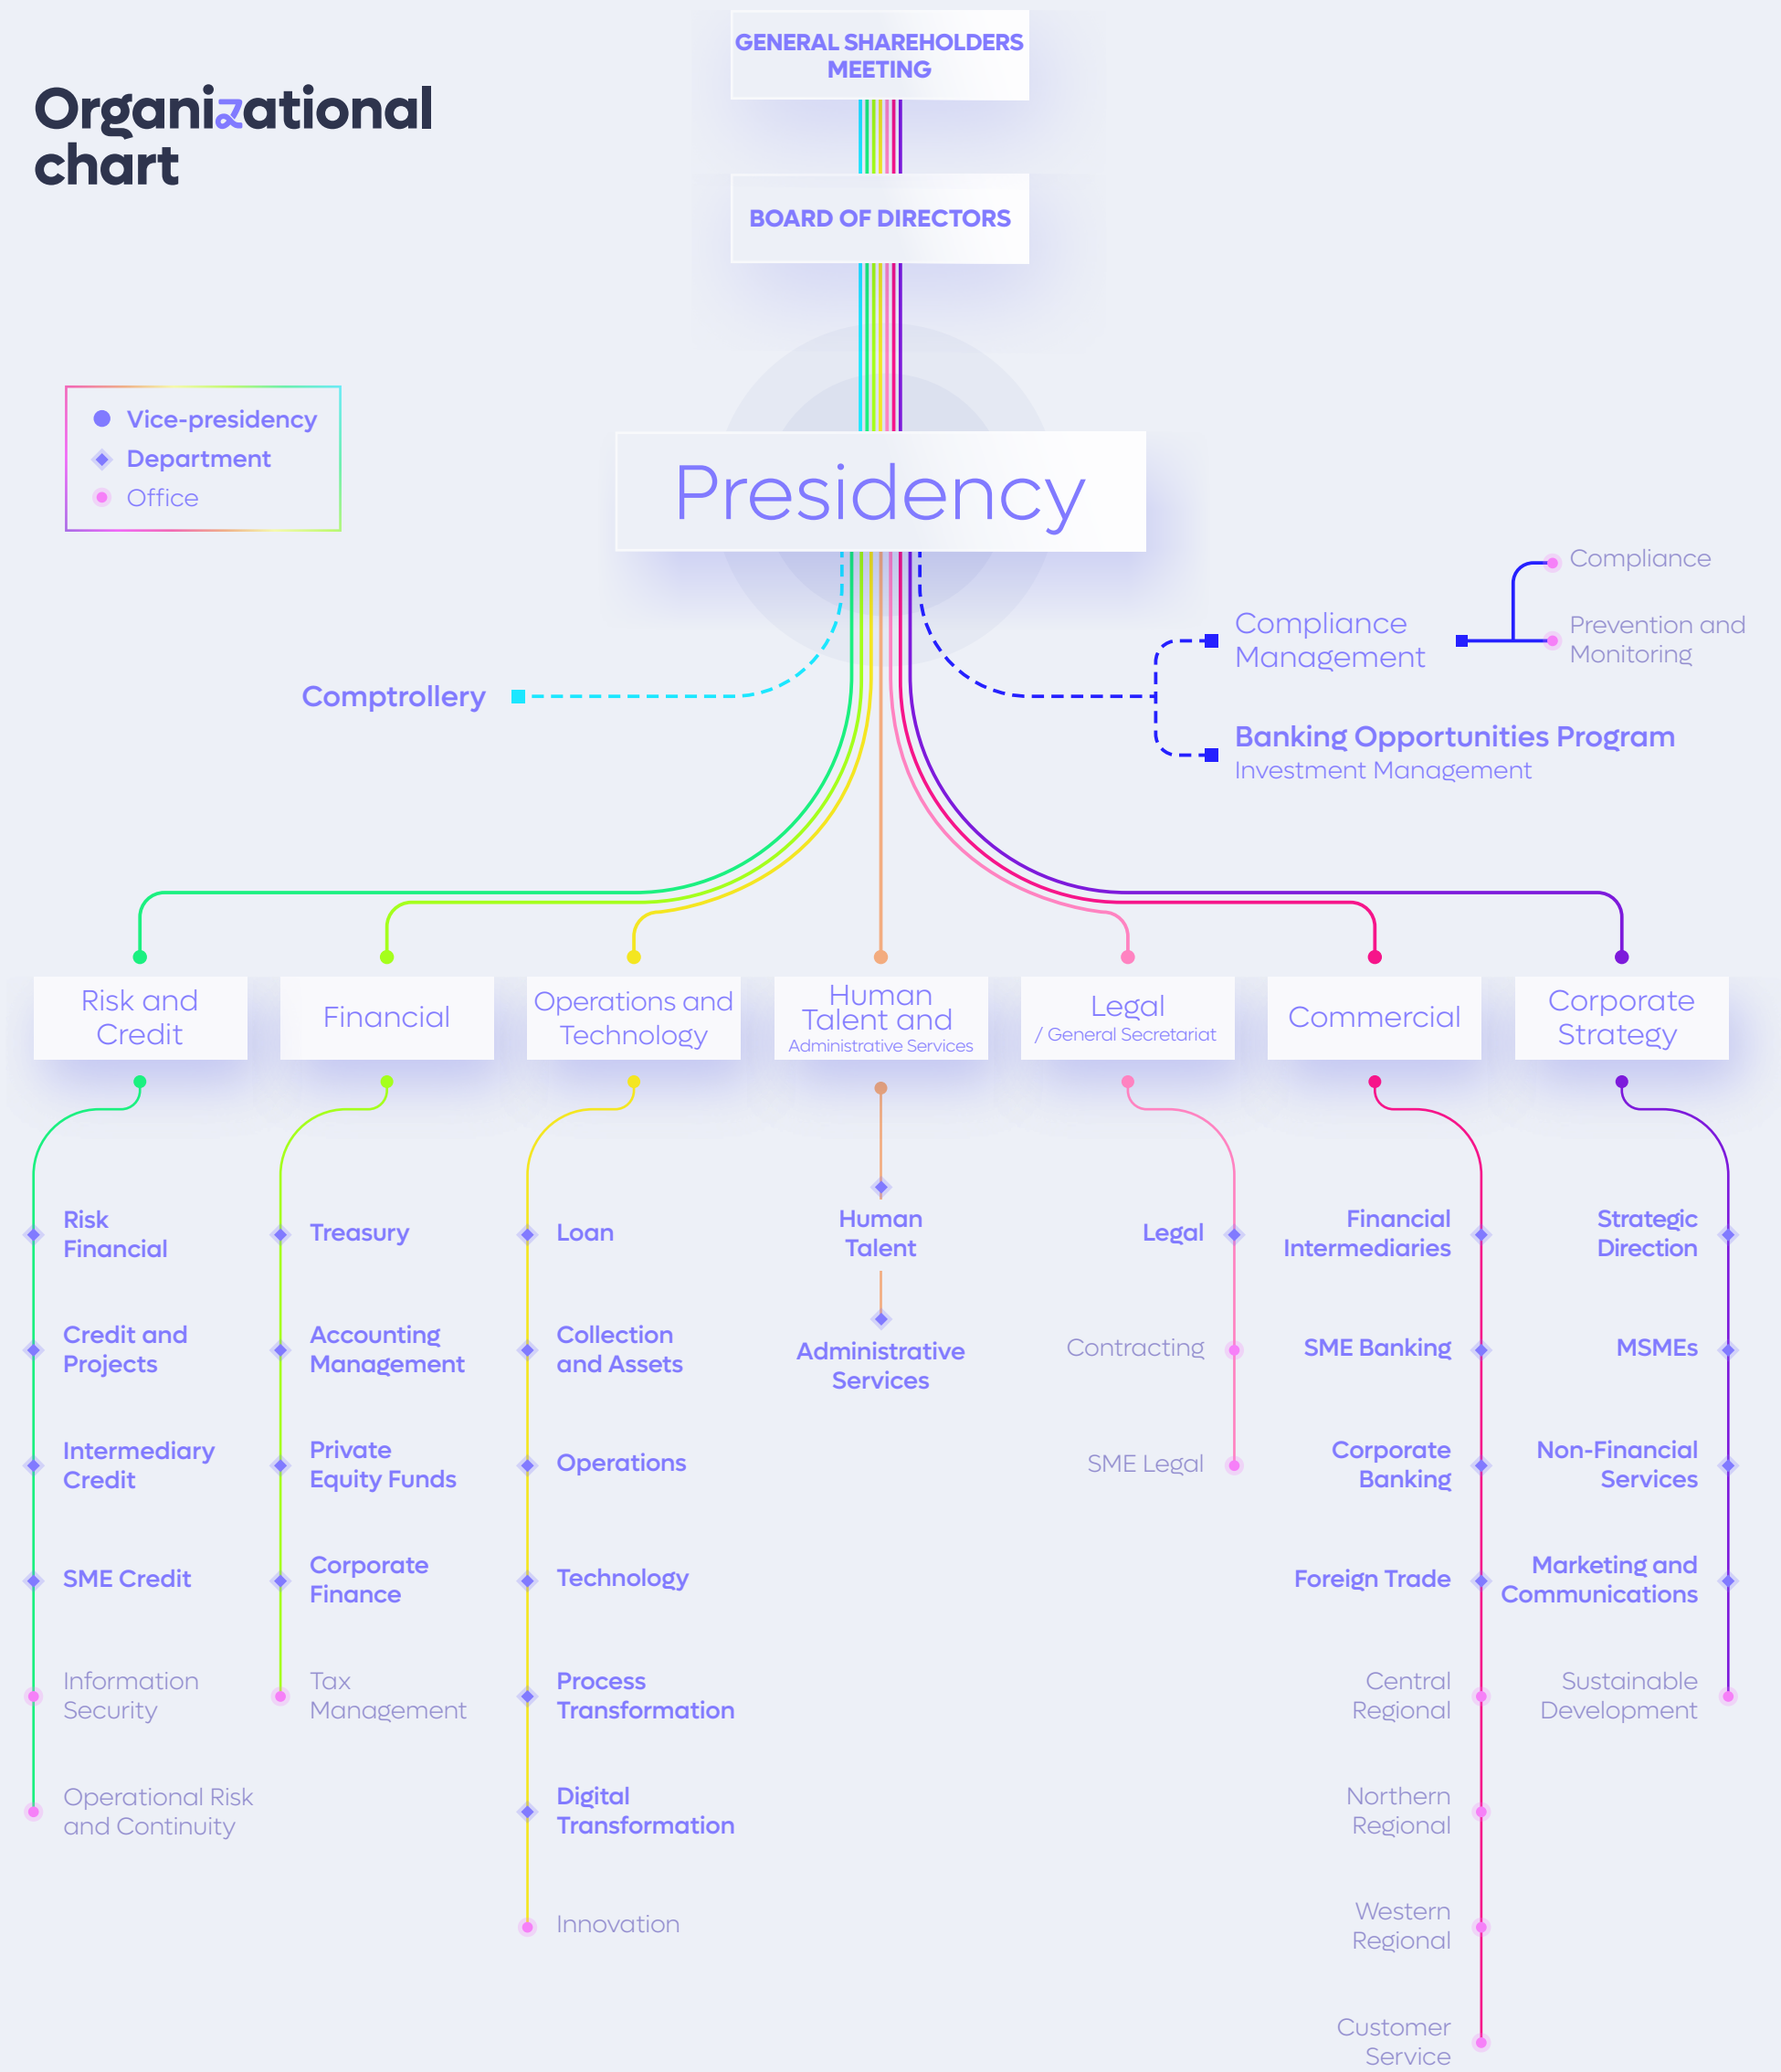 GENERAL SHAREHOLDERS
MEETING
Organizational
chart
BOARD OF DIRECTORS
Vice-presidency
Department
Office
Presidency
Compliance
Compliance
Management
Prevention and
Monitoring
Comptrollery
Banking Opportunities Program
Investment Management
Risk and
Credit
Financial
Operations and
Technology
Human
Talent and
Administrative Services
Legal
/ General Secretariat
Commercial
Corporate
Strategy
Risk
Financial
Credit and
Projects
Intermediary
Credit
SME Credit
Information
Security
Operational Risk
and Continuity
Treasury
Accounting
Management
Private
Equity Funds
Corporate
Finance
Tax
Management
Loan
Collection
and Assets
Operations
Technology
Process
Transformation
Digital
Transformation
Innovation
Human
Talent
Administrative
Services
Legal
Contracting
SME Legal
Financial
Intermediaries
SME Banking
Corporate
Banking
Foreign Trade
Central
Regional
Northern
Regional
Western
Regional
Customer
Service
Strategic
Direction
MSMEs
Non-Financial
Services
Marketing and
Communications
Sustainable
Development